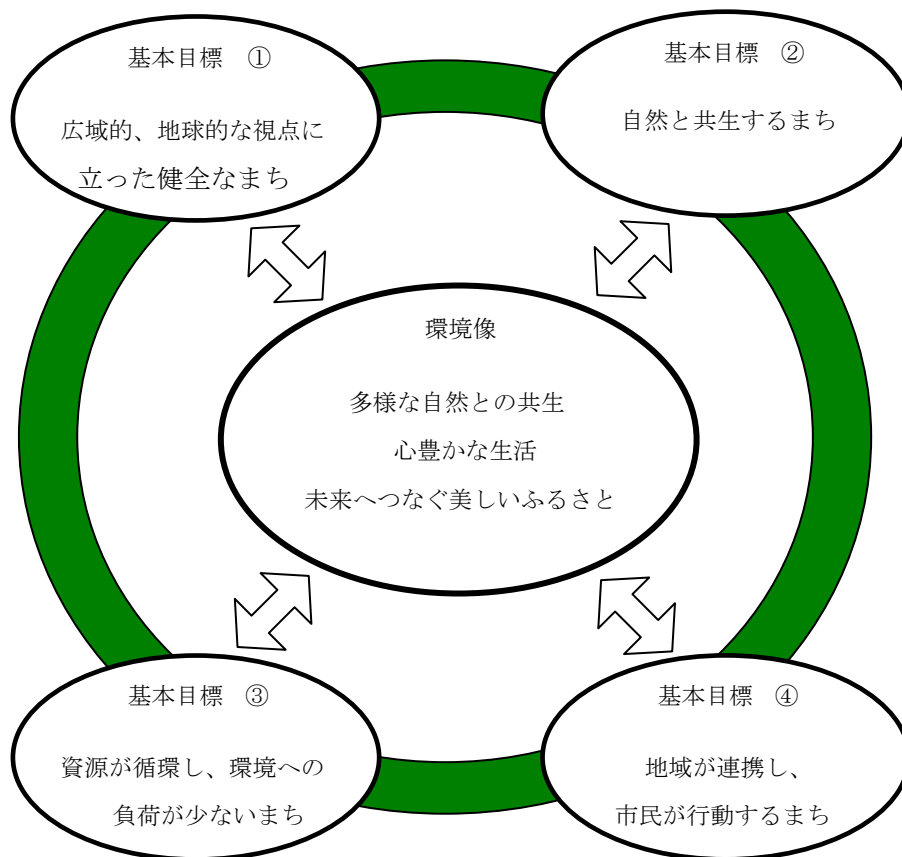 基本目標　①
広域的、地球的な視点に
立った健全なまち
基本目標　②
自然と共生するまち
環境像
多様な自然との共生
心豊かな生活
未来へつなぐ美しいふるさと
基本目標　③
資源が循環し、環境への
負荷が少ないまち
基本目標　④
地域が連携し、
市民が行動するまち